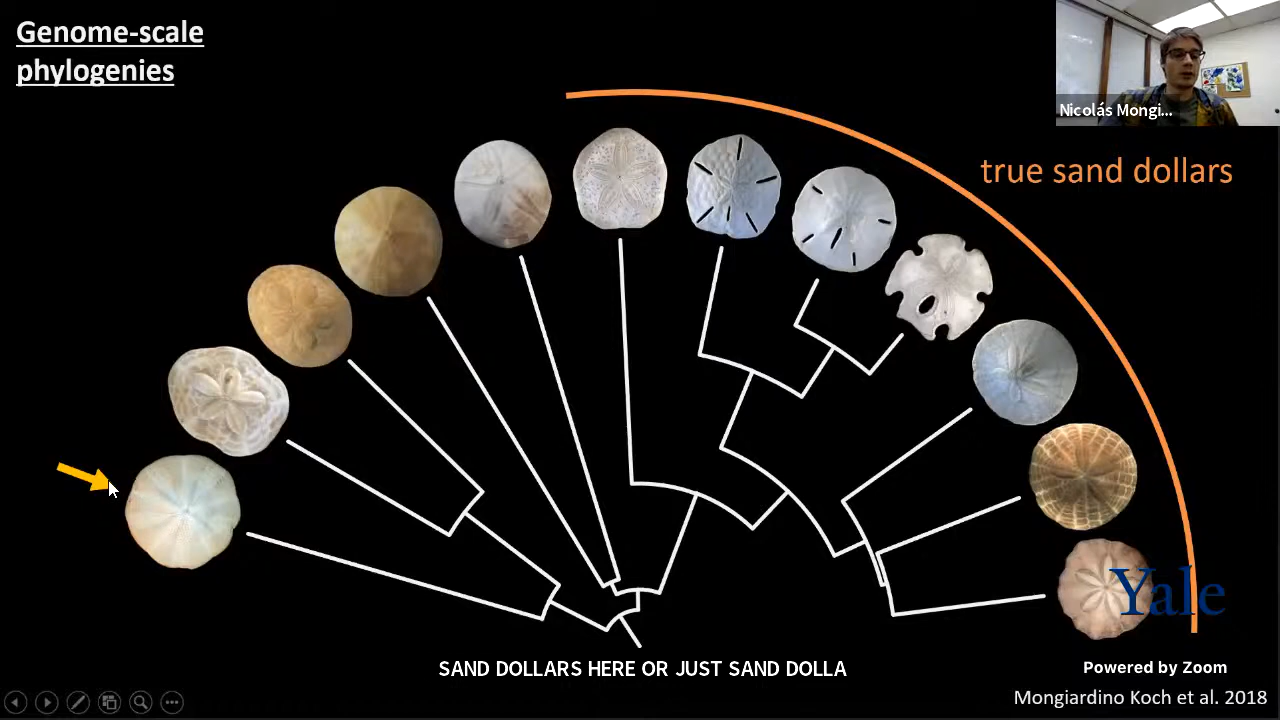 Genome-scale
phylogenies
Nicolás Mongi...
true sand dollars
Yale
SAND DOLLARS HERE OR JUST SAND DOLLA
Powered by Zoom
Mongiardino Koch et al. 2018